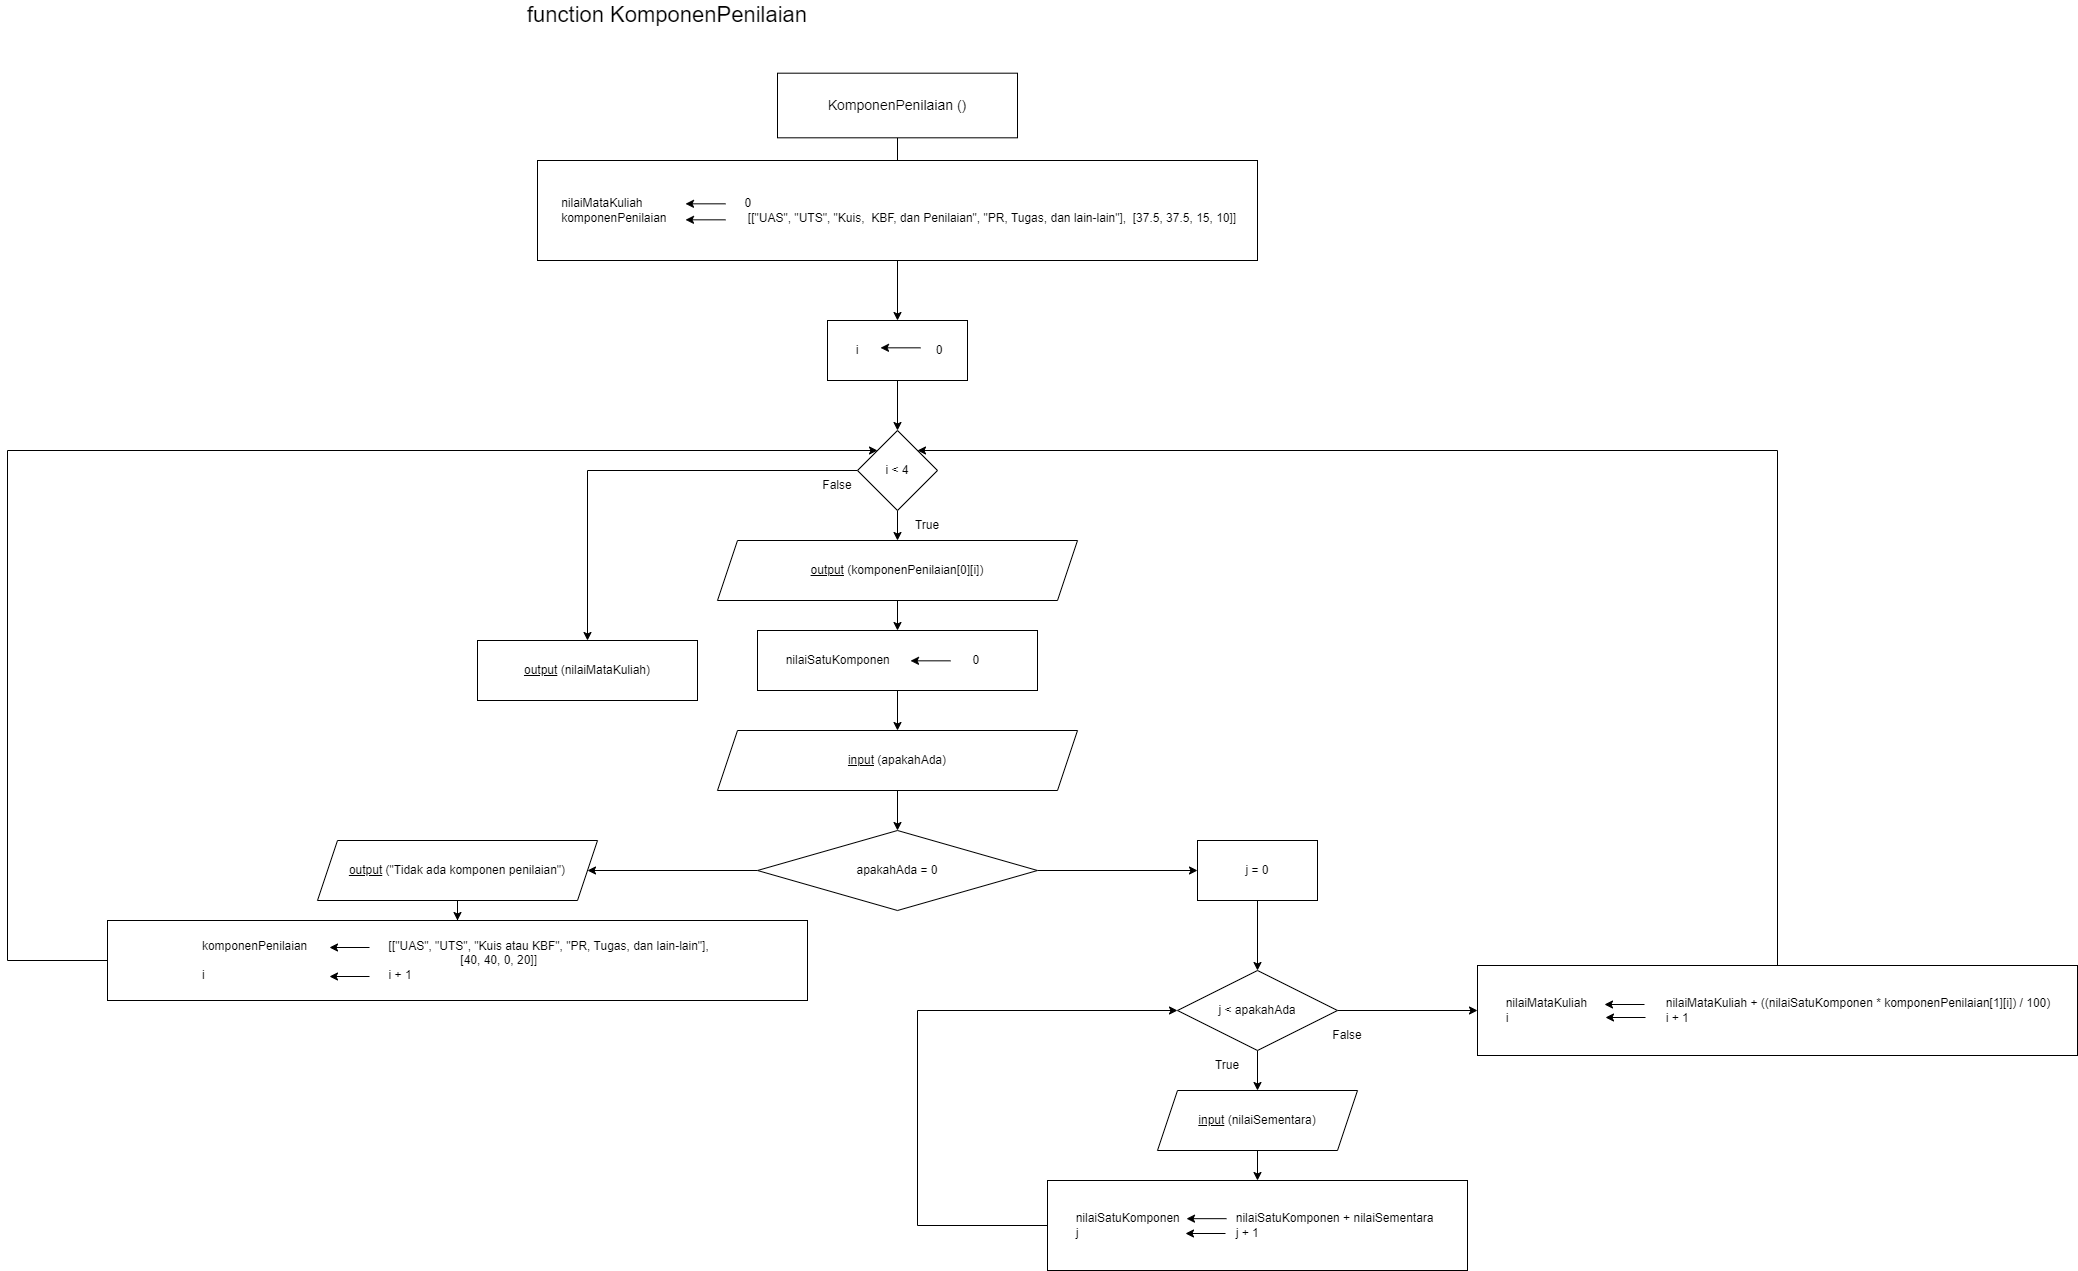 function KomponenPenilaian
KomponenPenilaian ()
nilaiMataKuliah 0
komponenPenilaian [["UAS", "UTS", "Kuis, KBF, dan Penilaian", "PR, Tugas, dan lain-lain"], [37.5, 37.5, 15, 10]]
i 0
i < 4
False
True
output (komponenPenilaian[0][i])
nilaiSatuKomponen 0
output (nilaiMataKuliah)
input (apakahAda)
output ("Tidak ada komponen penilaian")
apakahAda = 0
j = 0
komponenPenilaian [["UAS", "UTS", "Kuis atau KBF", "PR, Tugas, dan lain-lain"],
[40, 40, 0, 20]]
i i + 1
j < apakahAda
False
True
nilaiMataKuliah nilaiMataKuliah + ((nilaiSatuKomponen * komponenPenilaian[1][i]) / 100)
i i + 1
input (nilaiSementara)
nilaiSatuKomponen nilaiSatuKomponen + nilaiSementara
j j + 1